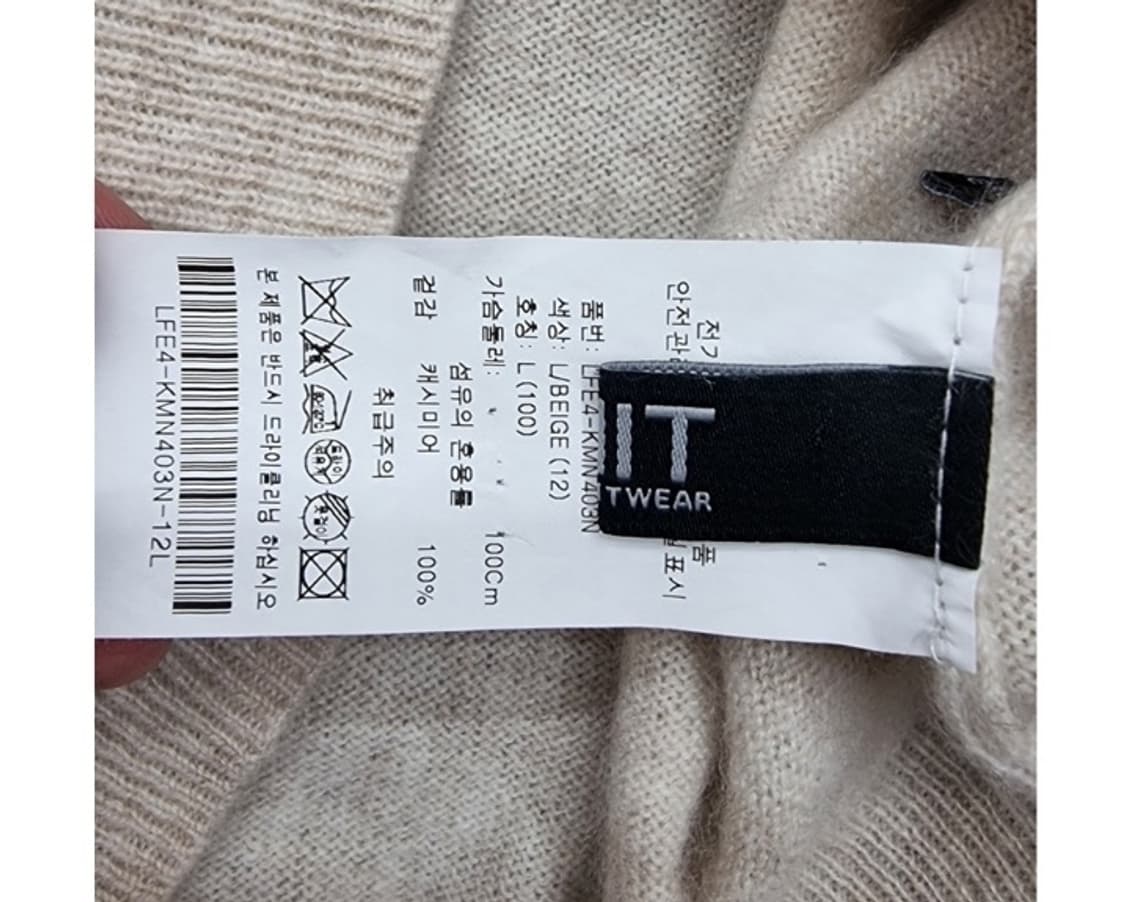 전기
안전관
표시
품번: LFE4-KMN403N
색상: L/BEIGE (12)
호칭: L (100)
가슴둘레: 100Cm
섬유의 혼용률
겉감 캐시미어 100%
취급주의
본 제품은 반드시 드라이클리닝 하십시오
LFE4-KMN403N-12L
IT
TWEAR